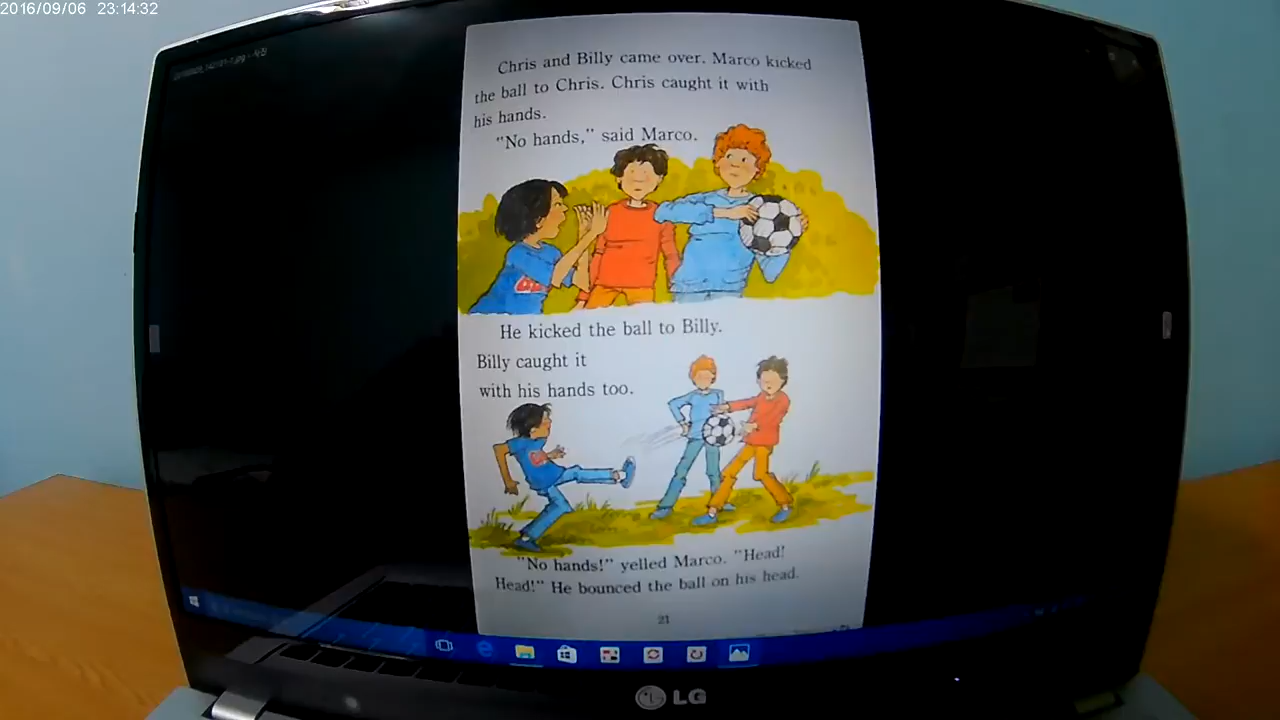 2016/09/06 23:14:32
Chris and Billy came over. Marco kicked
the ball to Chris. Chris caught it with
his hands.
"No hands," said Marco.
He kicked the ball to Billy.
Billy caught it
with his hands too.
"No hands!" yelled Marco. "Head!
Head!" He bounced the ball on his head.
21
LG